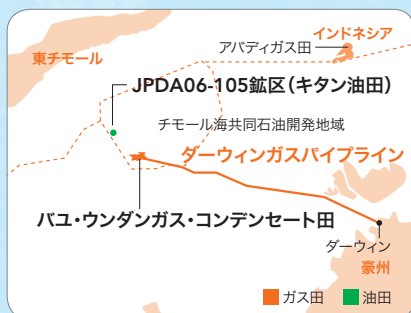 インドネシア
アバディガス田
東チモール
JPDA06-105鉱区(キタン油田)
チモール海共同石油開発地域
ダーウィンガスパイプライン
バユ・ウンダンガス・コンデンセート田
ダーウィン
豪州
ガス田 油田